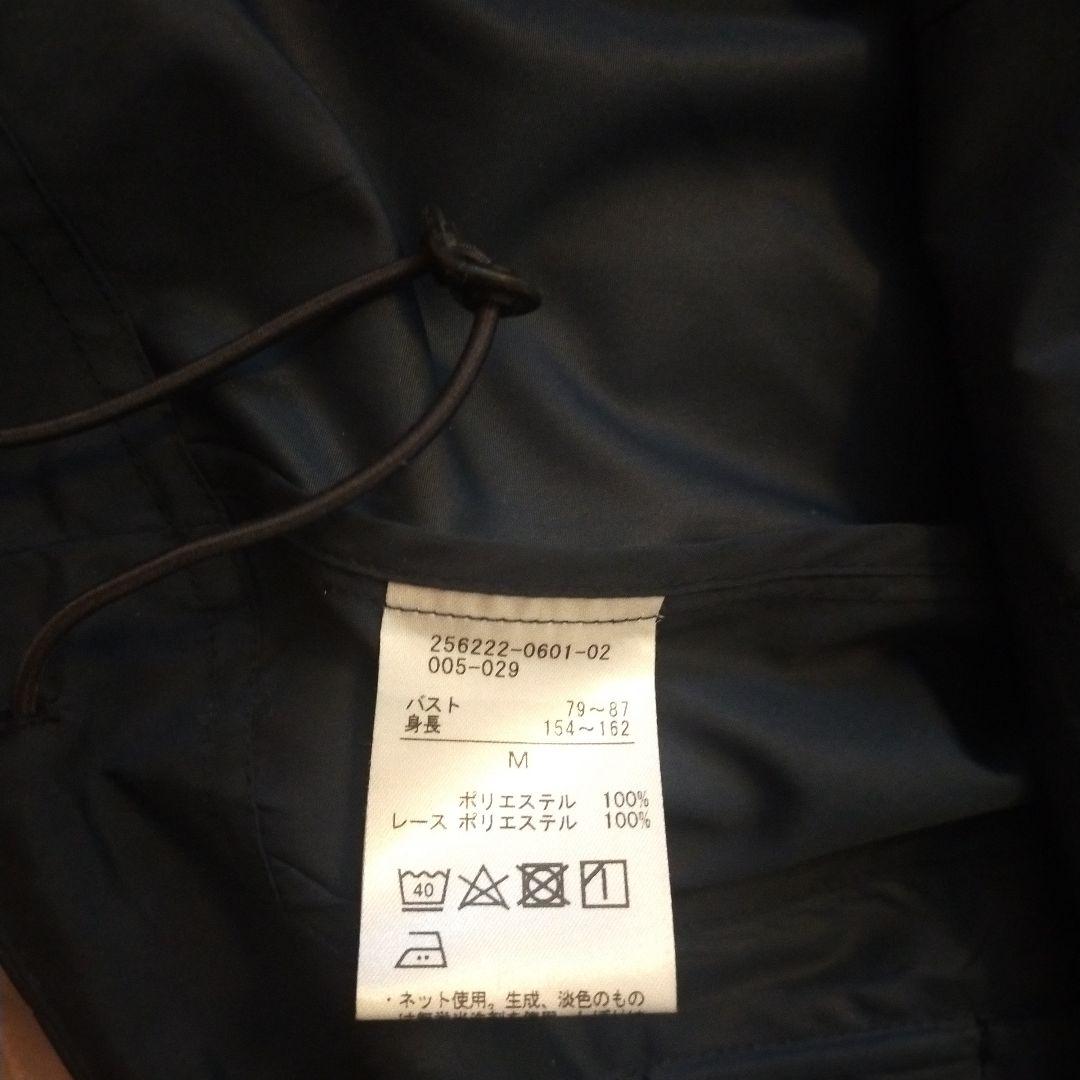 256222-0601-02
005-029
バスト 79～87
身長 154～162
M
ポリエステル 100%
レース ポリエステル 100%
40
・ネット使用。生成、淡色のもの